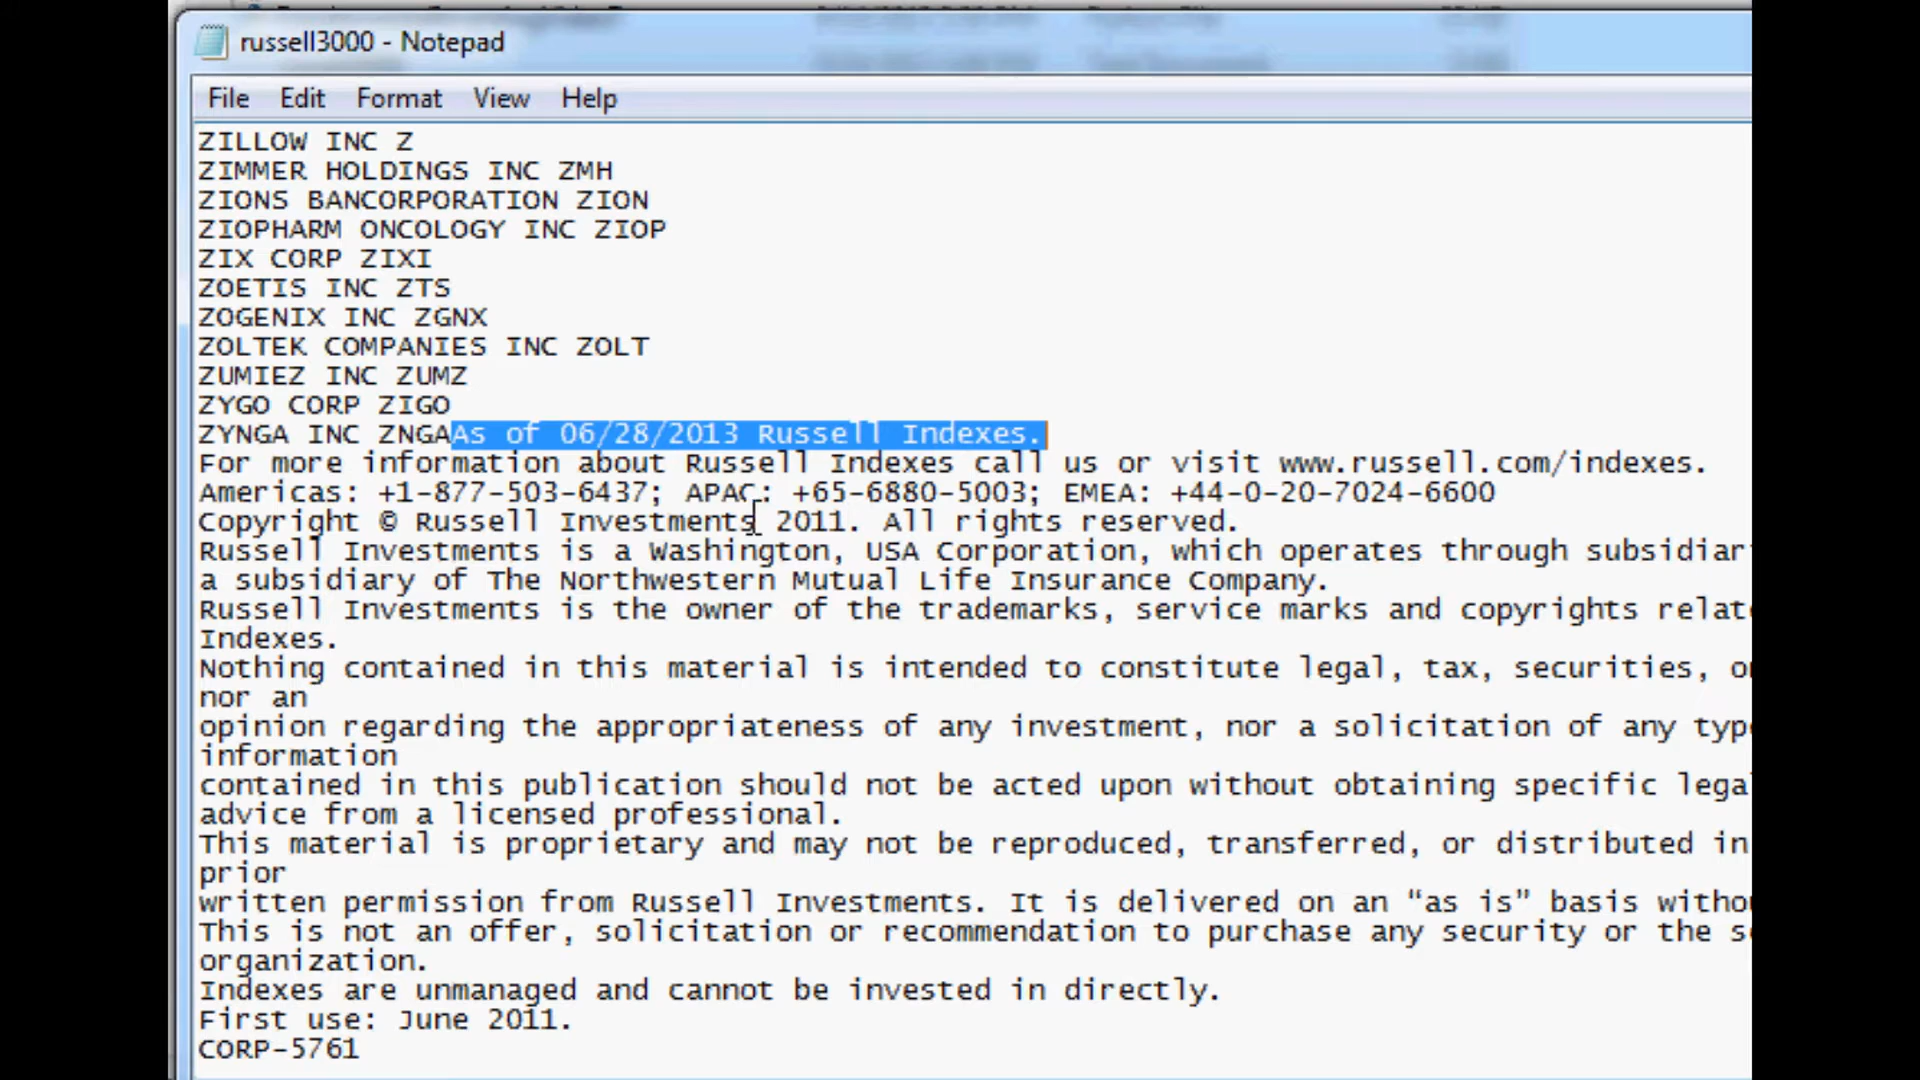 russell3000 - Notepad
File Edit Format View Help
ZILLOW INC Z
ZIMMER HOLDINGS INC ZMH
ZIONS BANCORPORATION ZION
ZIOPHARM ONCOLOGY INC ZIOP
ZIX CORP ZIXI
ZOETIS INC ZTS
ZOGENIX INC ZGNX
ZOLTEK COMPANIES INC ZOLT
ZUMIEZ INC ZUMZ
ZYGO CORP ZIGO
ZYNGA INC ZNGAAs of 06/28/2013 Russell Indexes.
For more information about Russell Indexes call us or visit www.russell.com/indexes.
Americas: +1-877-503-6437; APAC: +65-6880-5003; EMEA: +44-0-20-7024-6600
Copyright © Russell Investments 2011. All rights reserved.
Russell Investments is a Washington, USA Corporation, which operates through subsidiar
a subsidiary of The Northwestern Mutual Life Insurance Company.
Russell Investments is the owner of the trademarks, service marks and copyrights relat
Indexes.
Nothing contained in this material is intended to constitute legal, tax, securities,
nor an
opinion regarding the appropriateness of any investment, nor a solicitation of any typ
information
contained in this publication should not be acted upon without obtaining specific lega
advice from a licensed professional.
This material is proprietary and may not be reproduced, transferred, or distributed in
prior
written permission from Russell Investments. It is delivered on an “as is” basis witho
This is not an offer, solicitation or recommendation to purchase any security or the s
organization.
Indexes are unmanaged and cannot be invested in directly.
First use: June 2011.
CORP-5761